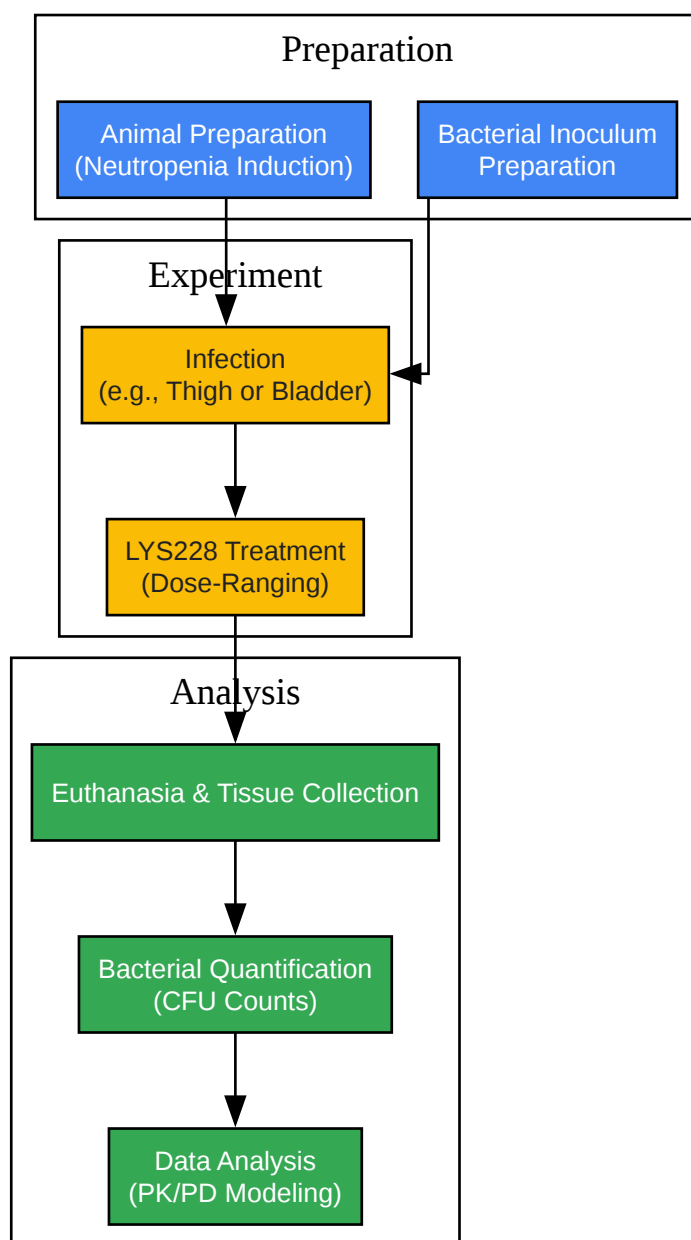 Preparation
Animal Preparation
(Neutropenia Induction)
Bacterial Inoculum
Preparation
Experiment
Infection
(e.g., Thigh or Bladder)
LYS228 Treatment
(Dose-Ranging)
Analysis
Euthanasia & Tissue Collection
Bacterial Quantification
(CFU Counts)
Data Analysis
(PK/PD Modeling)